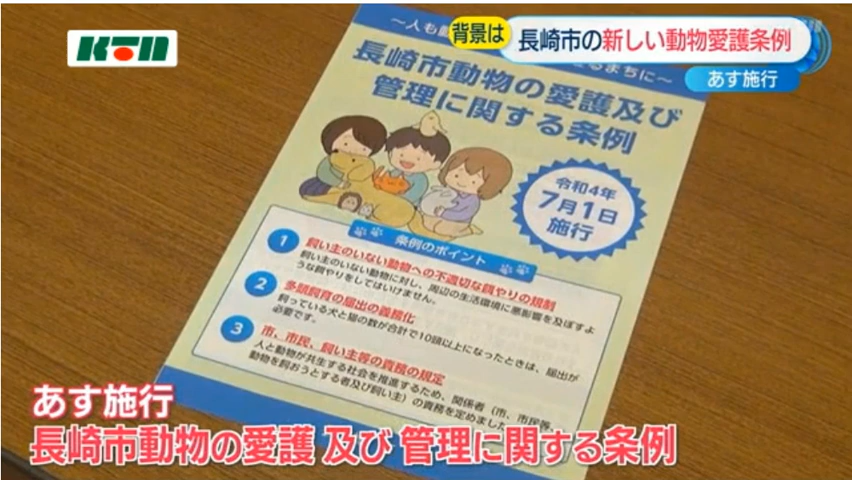 KTN
背景は
長崎市の新しい動物愛護条例
あす施行
～人も
るまちに～
長崎市動物の愛護及び
管理に関する条例
令和4年
7月1日
施行
条例のポイント
1 飼い主のいない動物への不適切な餌やりの規制
飼い主のいない動物に対し、周辺の生活環境に悪影響を及ぼすよ
うな餌やりをしてはいけません。
2 多頭飼育の届出の義務化
飼っている犬と猫の数が合計で10頭以上になったときは、届出が
必要です。
3 市、市民、飼い主等の責務の規定
人と動物が共生する社会を推進するため、関係者（市、市民等、
動物を飼おうとする者及び飼い主）の責務を定めました
あす施行
長崎市動物の愛護 及び 管理に関する条例